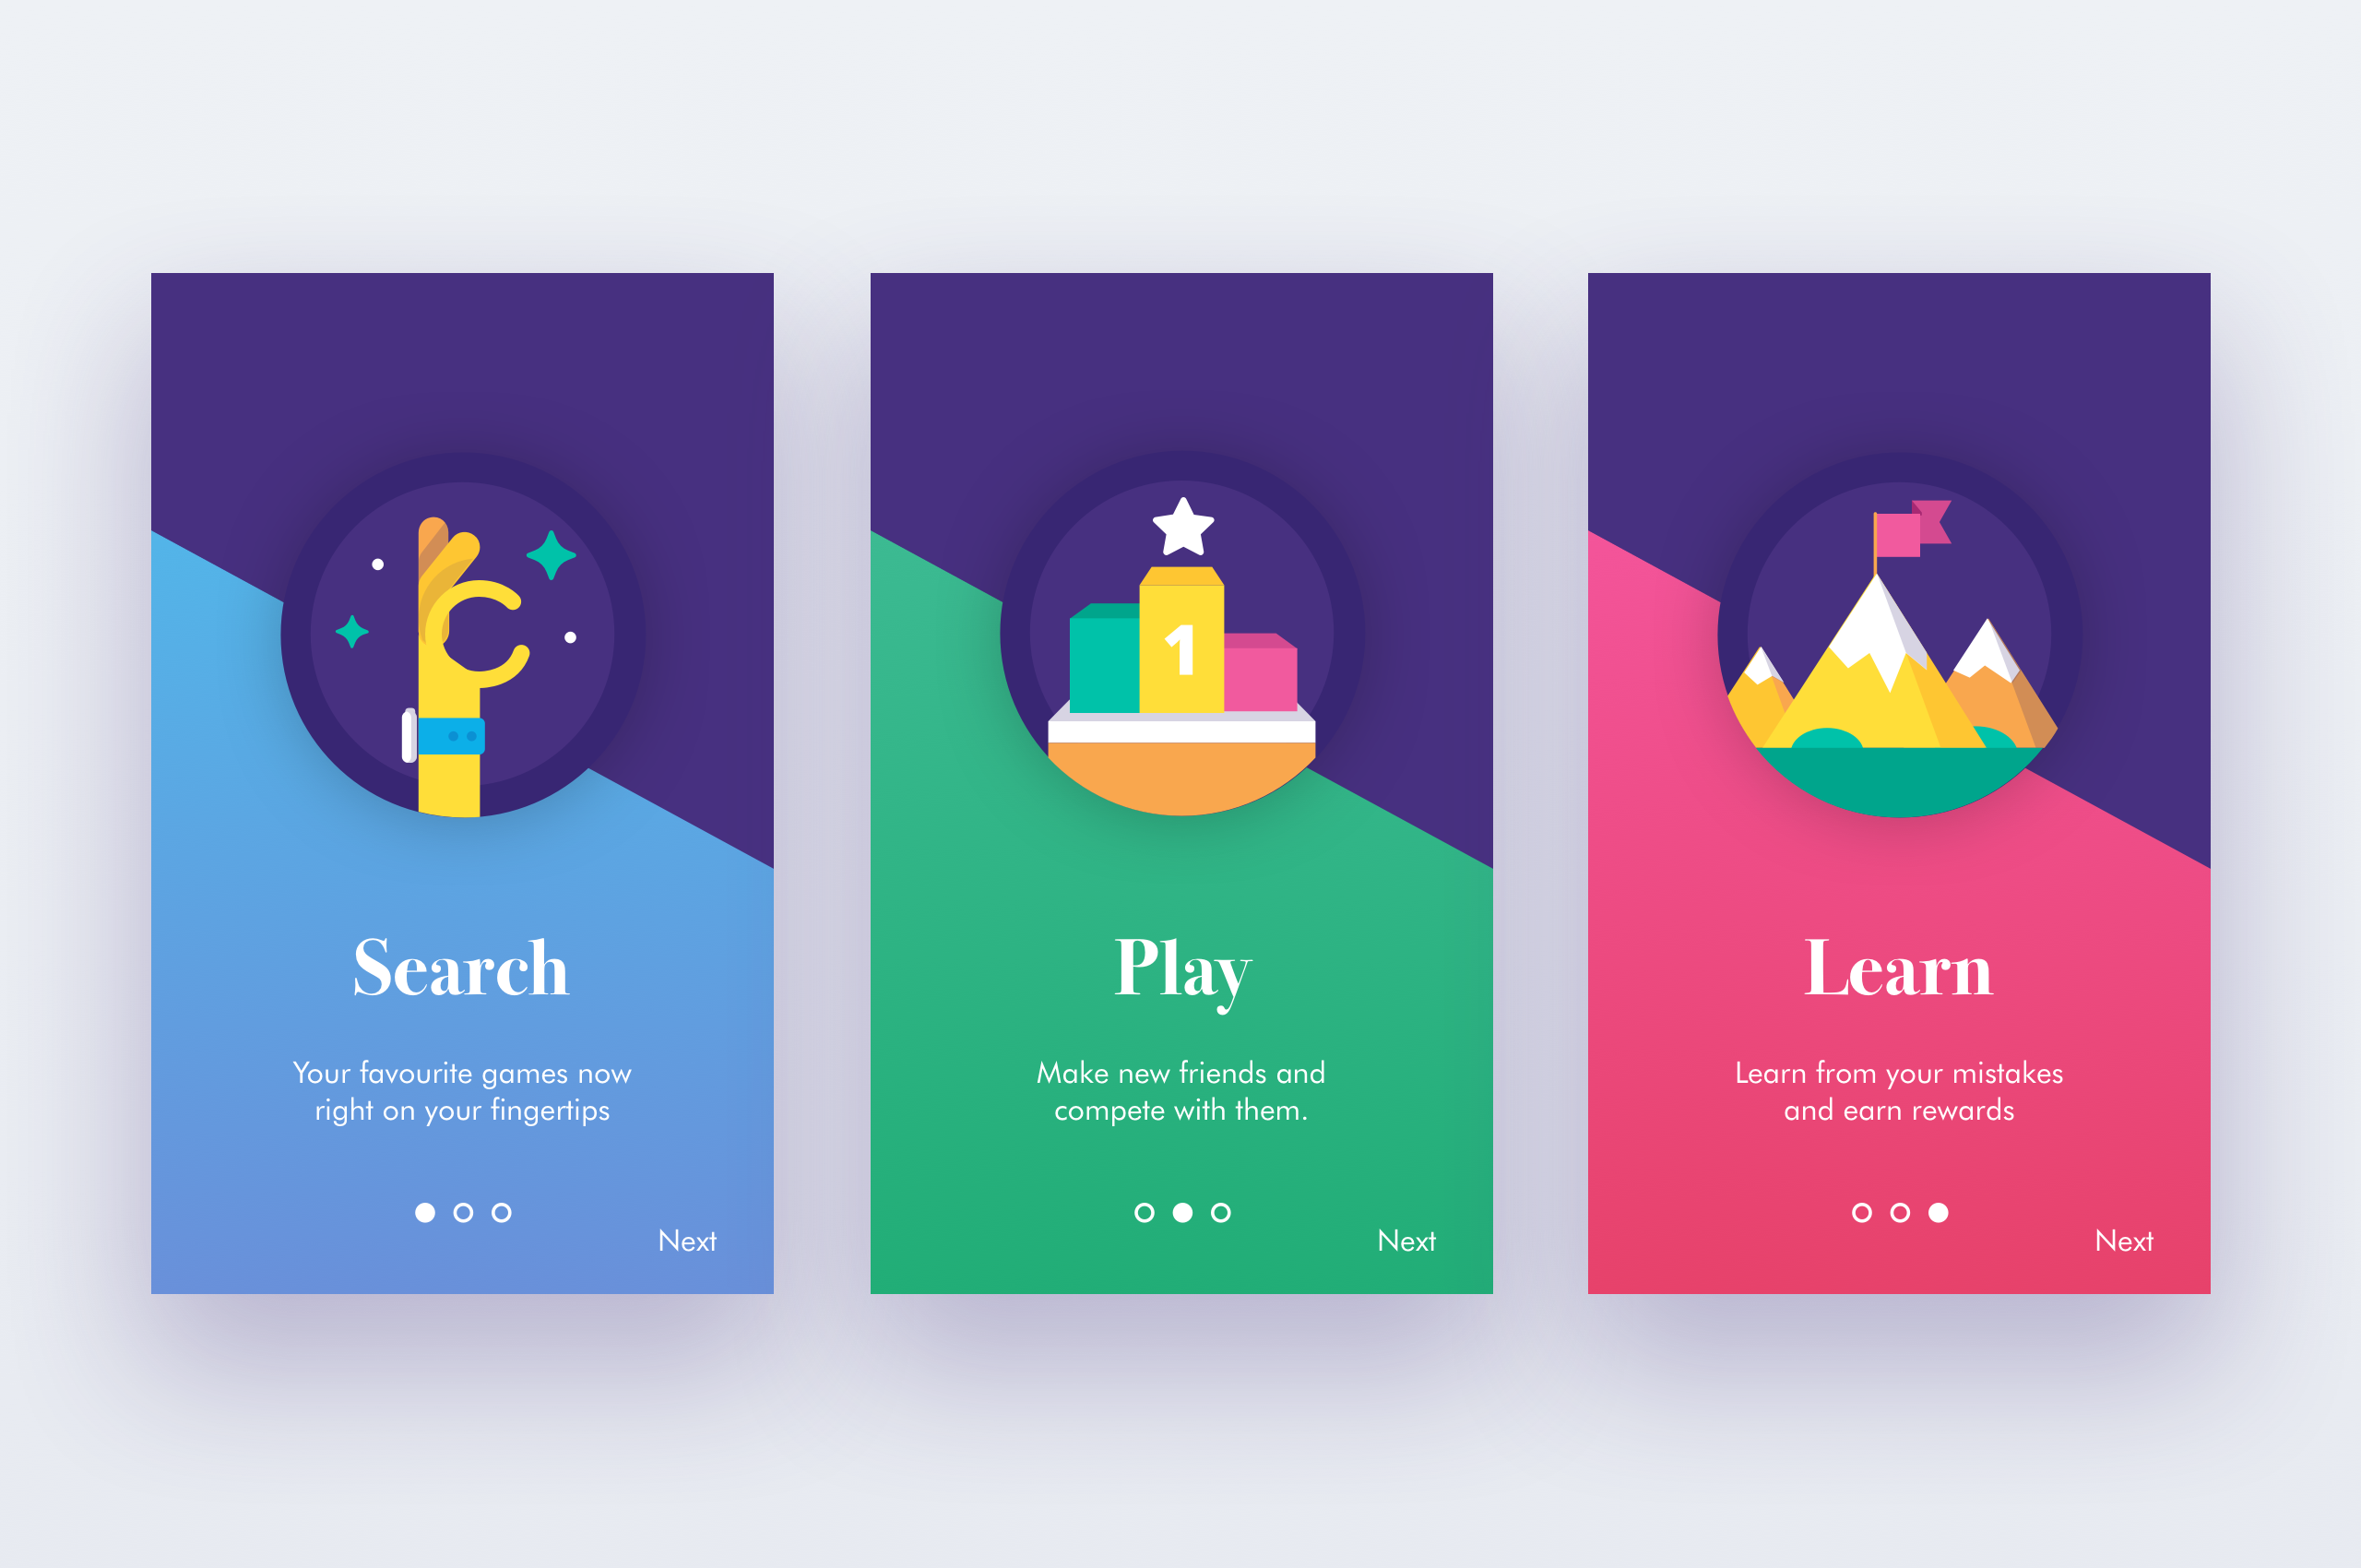 1
Search
Your favourite games now
right on your fingertips
Next
Play
Make new friends and
compete with them.
Next
Learn
Learn from your mistakes
and earn rewards
Next